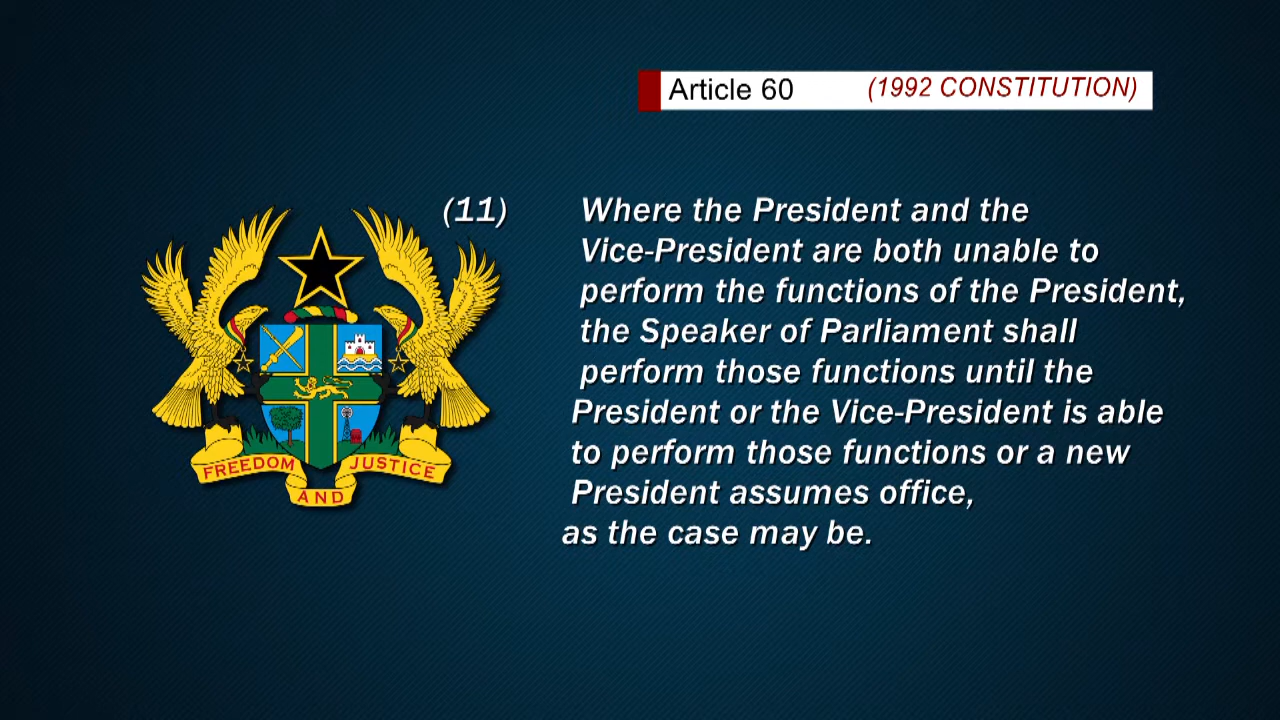 Article 60 (1992 CONSTITUTION)
(11) Where the President and the
Vice-President are both unable to
perform the functions of the President,
the Speaker of Parliament shall
perform those functions until the
President or the Vice-President is able
to perform those functions or a new
President assumes office,
as the case may be.
FREEDOM JUSTICE
AND